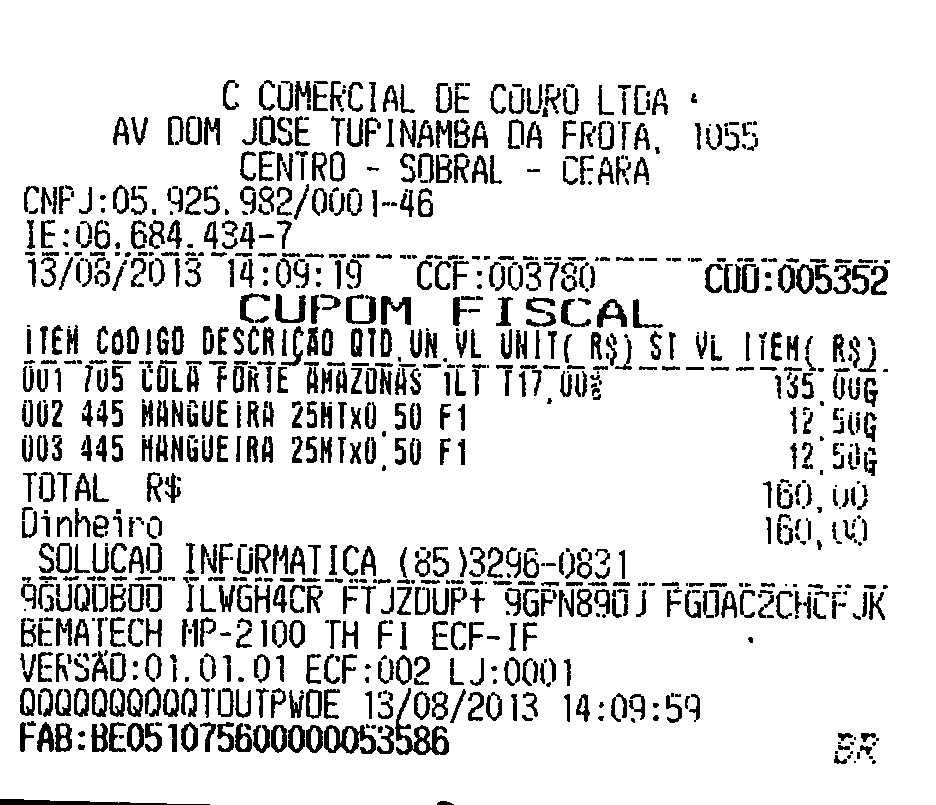 C COMERCIAL DE COURO LTDA
AV DOM JOSE TUPINAMBA DA FROTA, 1055
CENTRO - SOBRAL - CEARA
CNPJ:05.925.982/0001-46
IE:06.684.434-7
13/08/2013 14:09:19 CCF:003780 COO:005352
CUPOM FISCAL
ITEM CÓDIGO DESCRIÇÃO QTD.UN.VL UNIT( R$) ST VL ITEM( R$)
001 705 COLA FORTE AMAZONAS 1LT T17,00% 135,00G
002 445 MANGUEIRA 25MTx0,50 F1 12,50G
003 445 MANGUEIRA 25MTx0,50 F1 12,50G
TOTAL R$ 160,00
Dinheiro 160,00
SOLUCAO INFORMATICA (85)3296-0831
9GUQDBOO ILWGH4CR FTJZDUP+ 9GPN89OJ FGOAC2CHCFJK
BEMATECH MP-2100 TH FI ECF-IF
VERSÃO:01.01.01 ECF:002 LJ:0001
QQQQQQQQQQTOUTPWOE 13/08/2013 14:09:59
FAB:BE051075600000053586
BR